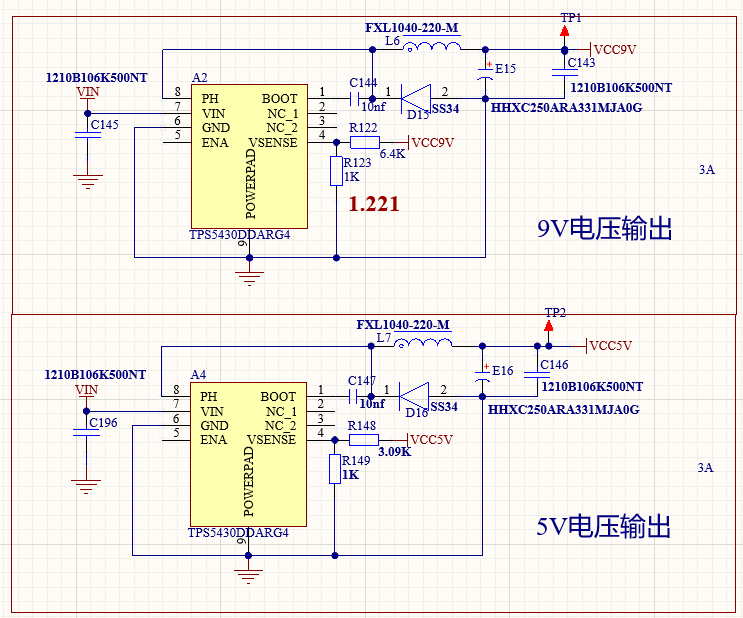 TP1
FXL1040-220-M
L6
VCC9V
1210B106K500NT
VIN
A2
C144
10nf
1
2
D15
SS34
E15
+
C143
1210B106K500NT
HHXC250ARA331MJA0G
C145
8
7
6
5
PH
VIN
GND
ENA
BOOT
NC_1
NC_2
VSENSE
1
2
3
4
POWERPAD
9
R122
6.4K
VCC9V
R123
1K
1.221
3A
9V电压输出
TPS5430DDARG4
TP2
FXL1040-220-M
L7
VCC5V
1210B106K500NT
VIN
A4
C147
10nf
1
2
D16
SS34
E16
+
C146
1210B106K500NT
HHXC250ARA331MJA0G
C196
8
7
6
5
PH
VIN
GND
ENA
BOOT
NC_1
NC_2
VSENSE
1
2
3
4
POWERPAD
9
R148
3.09K
VCC5V
R149
1K
3A
5V电压输出
TPS5430DDARG4